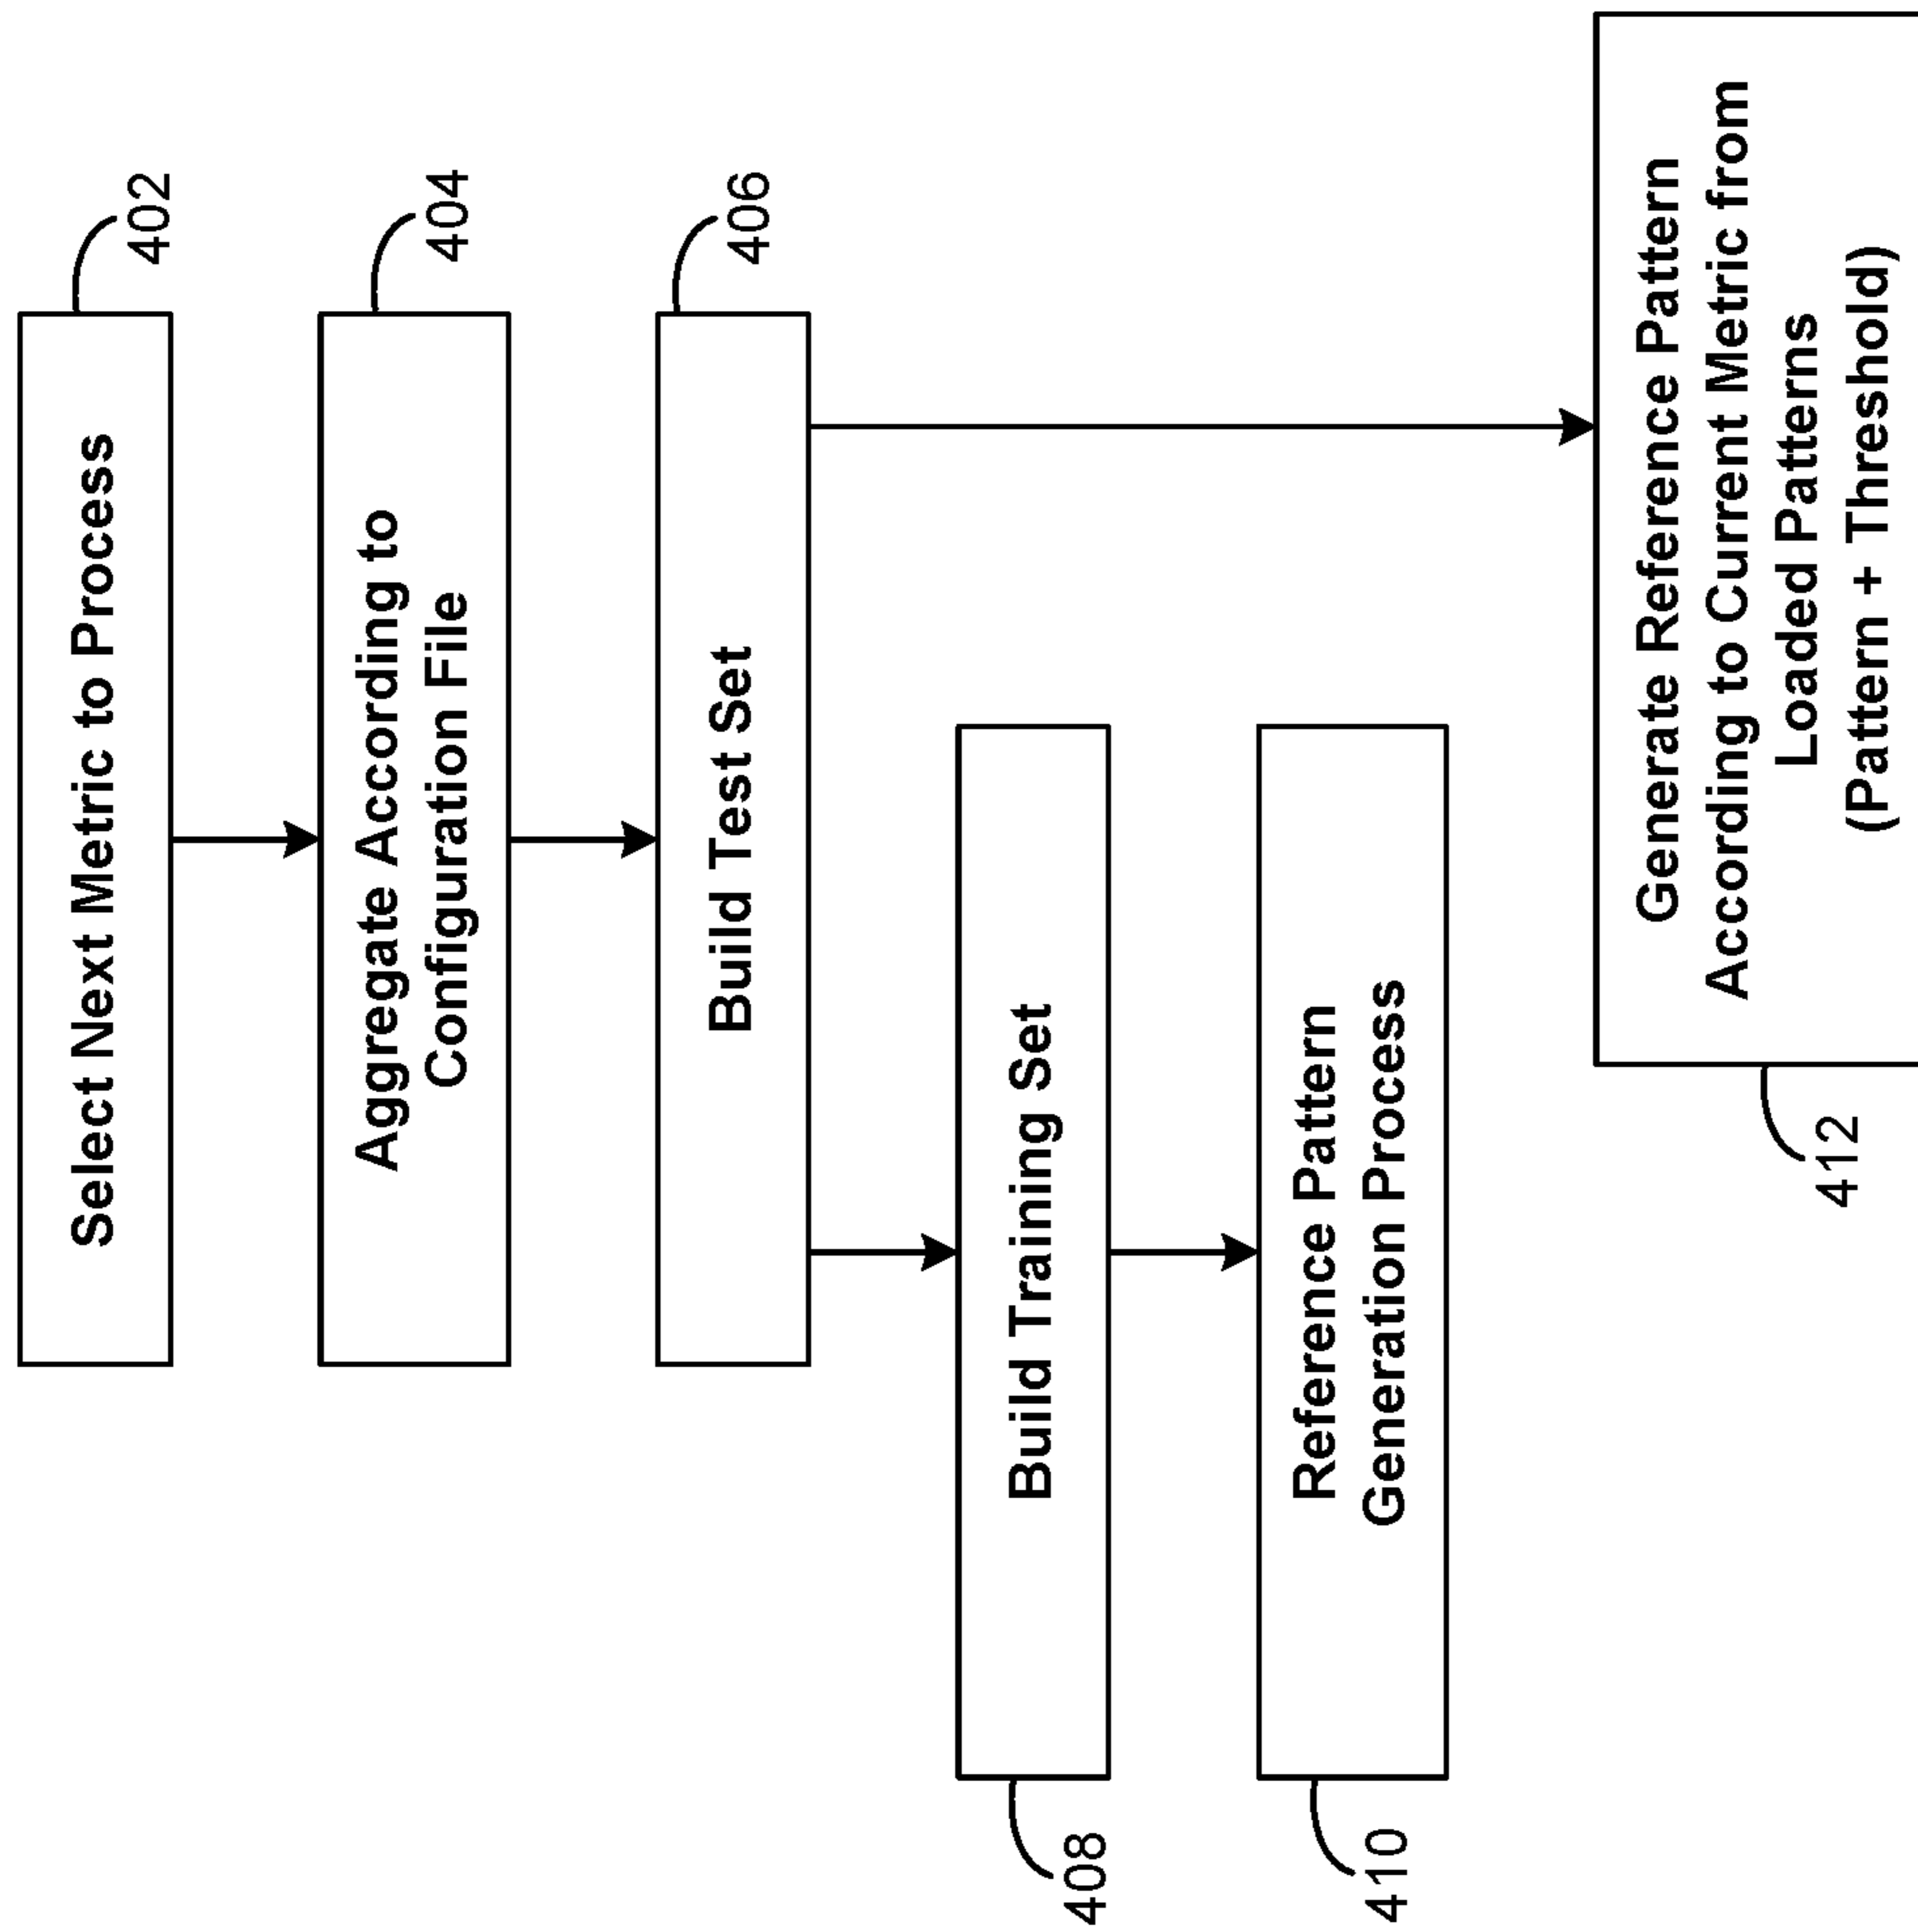 Select Next Metric to Process
402
Aggregate According to
Configuration File
404
Build Test Set
406
Build Training Set
408
Reference Pattern
Generation Process
410
Generate Reference Pattern
According to Current Metric from
Loaded Patterns
(Pattern + Threshold)
412